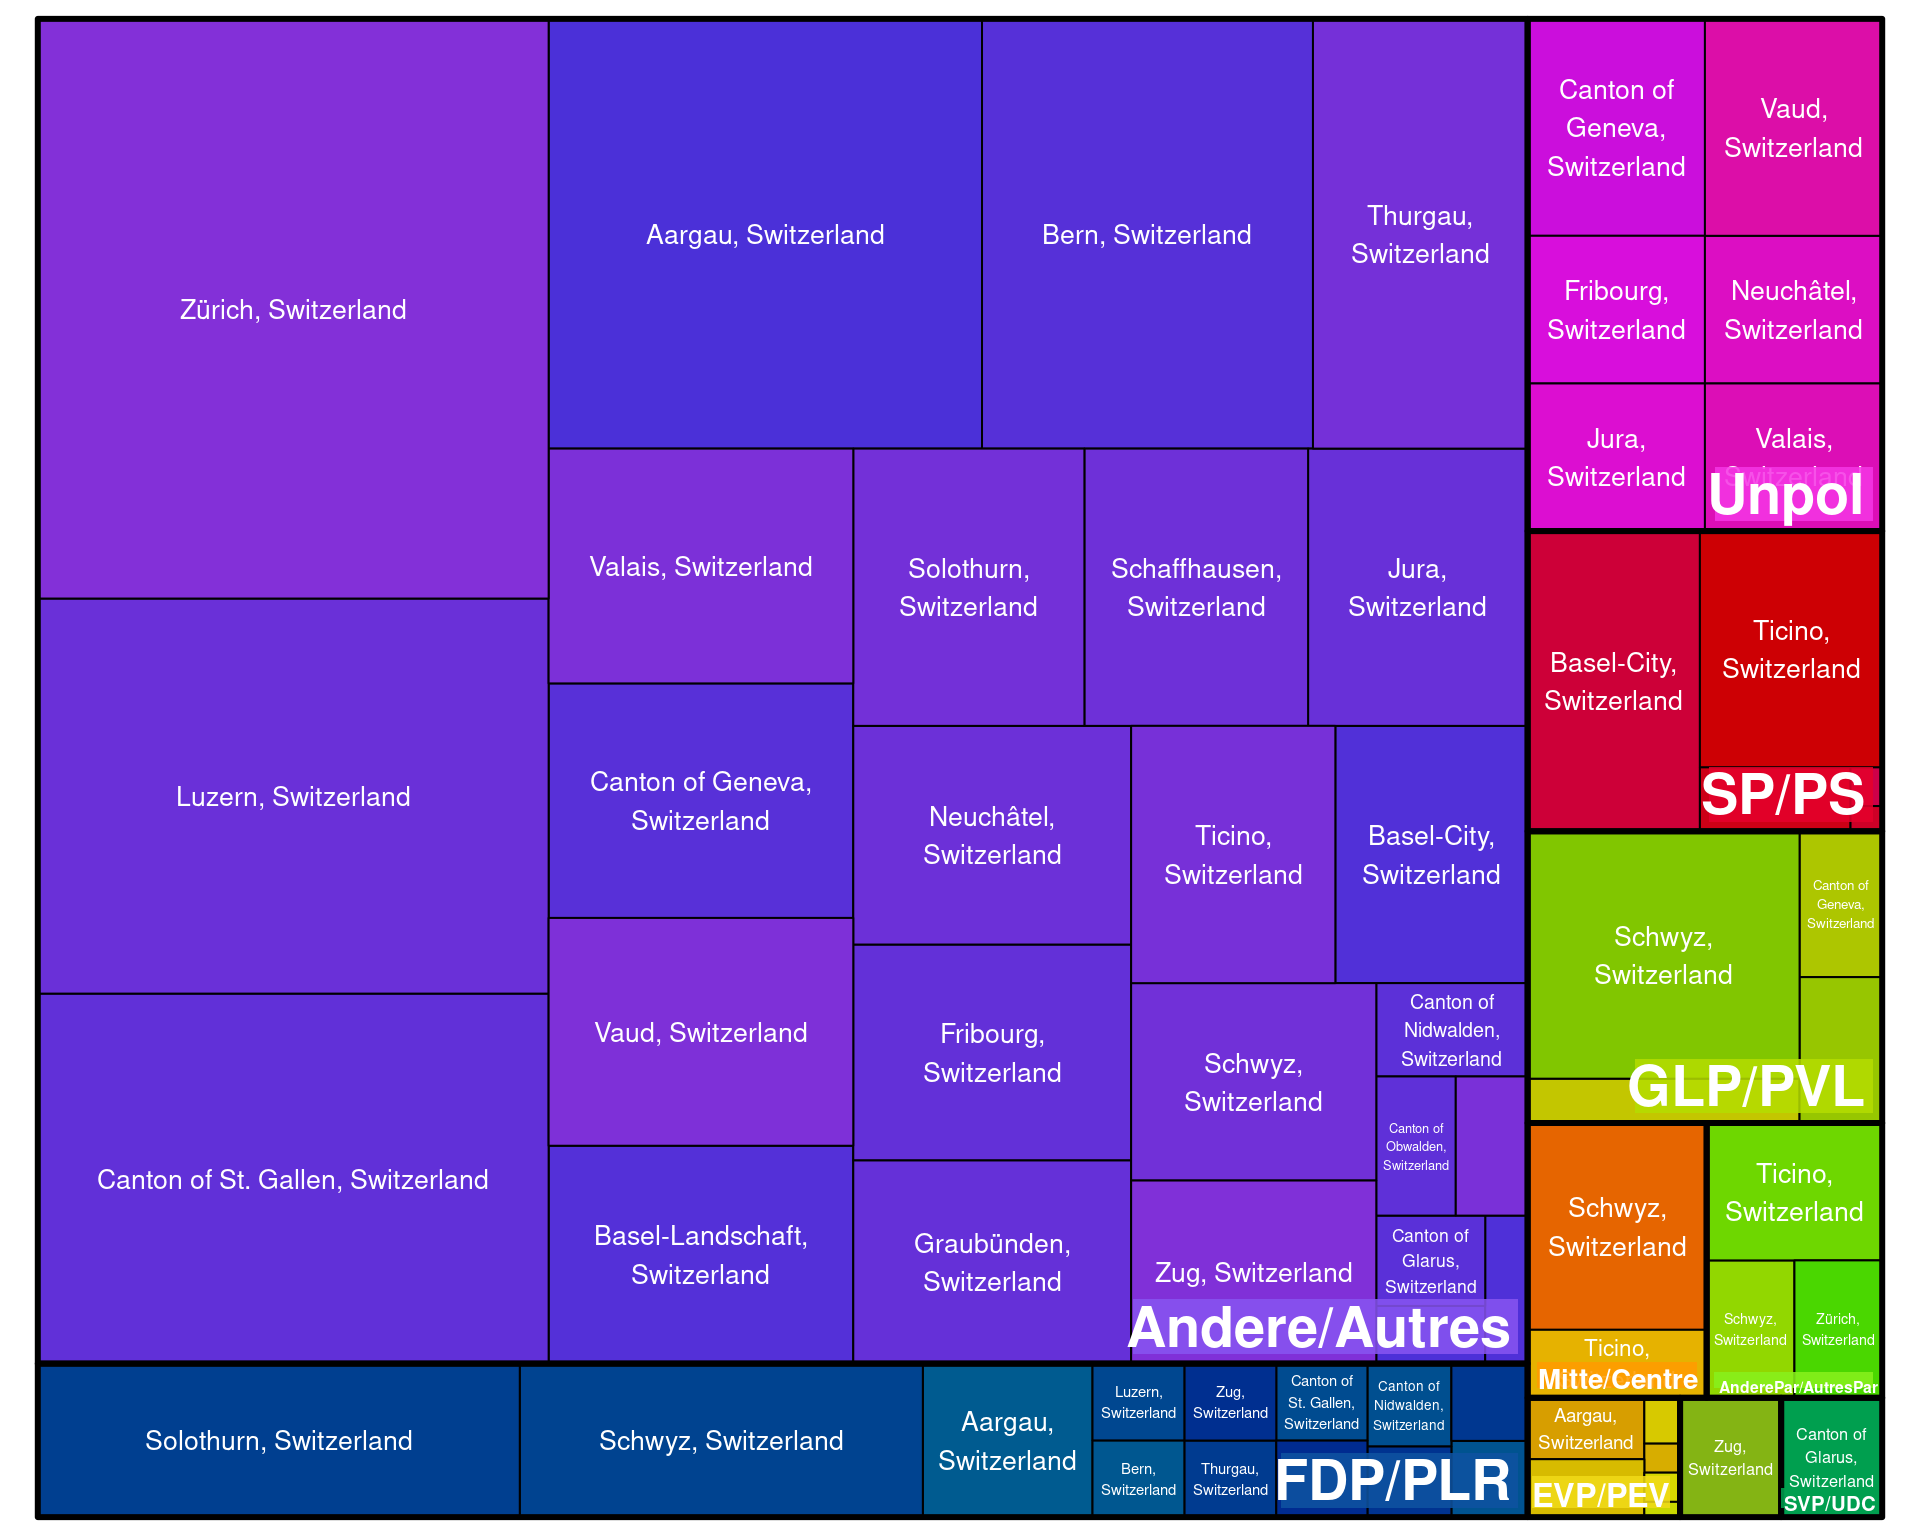 Zürich, Switzerland
Luzern, Switzerland
Canton of St. Gallen, Switzerland
Aargau, Switzerland
Bern, Switzerland
Thurgau,
Switzerland
Valais, Switzerland
Canton of Geneva,
Switzerland
Vaud, Switzerland
Basel-Landschaft,
Switzerland
Solothurn,
Switzerland
Schaffhausen,
Switzerland
Jura,
Switzerland
Neuchâtel,
Switzerland
Fribourg,
Switzerland
Graubünden,
Switzerland
Ticino,
Switzerland
Basel-City,
Switzerland
Schwyz,
Switzerland
Zug, Switzerland
Canton of
Nidwalden,
Switzerland
Canton of
Obwalden,
Switzerland
Canton of
Glarus,
Switzerland
Andere/Autres
Solothurn, Switzerland
Schwyz, Switzerland
Aargau,
Switzerland
Luzern,
Switzerland
Bern,
Switzerland
Zug,
Switzerland
Thurgau,
Switzerland
Canton of
St. Gallen,
Switzerland
Canton of
Nidwalden,
Switzerland
FDP/PLR
Canton of
Geneva,
Switzerland
Vaud,
Switzerland
Fribourg,
Switzerland
Neuchâtel,
Switzerland
Jura,
Switzerland
Valais,
Switzerland
Unpol
Basel-City,
Switzerland
Ticino,
Switzerland
SP/PS
Schwyz,
Switzerland
Canton of
Geneva,
Switzerland
GLP/PVL
Schwyz,
Switzerland
Ticino,
Mitte/Centre
Ticino,
Switzerland
Schwyz,
Switzerland
Zürich,
Switzerland
AnderePar/AutresPar
Aargau,
Switzerland
EVP/PEV
Zug,
Switzerland
Canton of
Glarus,
Switzerland
SVP/UDC